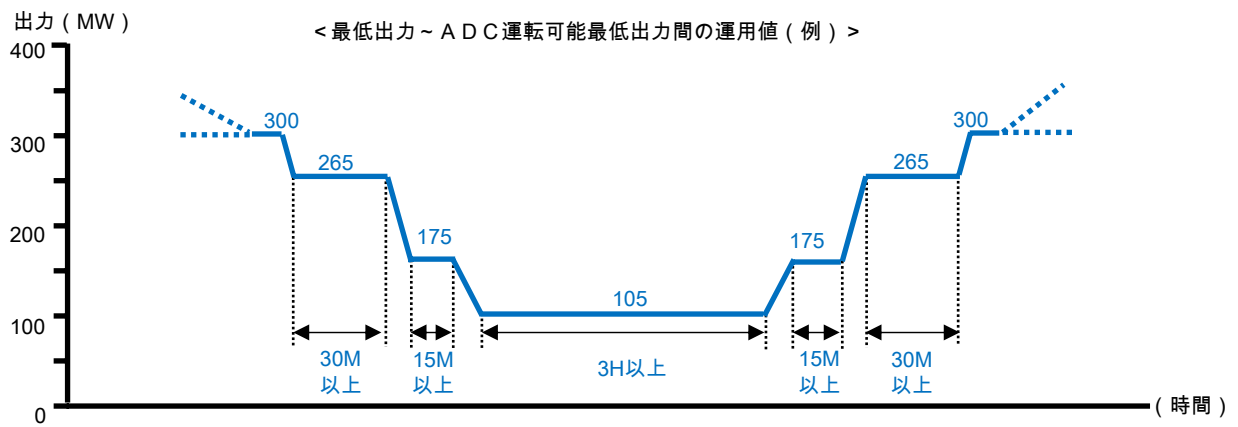 出力(MW)
<最低出力~ADC運転可能最低出力間の運用値(例)>
400
300
200
100
0
300
265
175
105
175
265
300
30M
以上
15M
以上
3H以上
15M
以上
30M
以上
(時間)